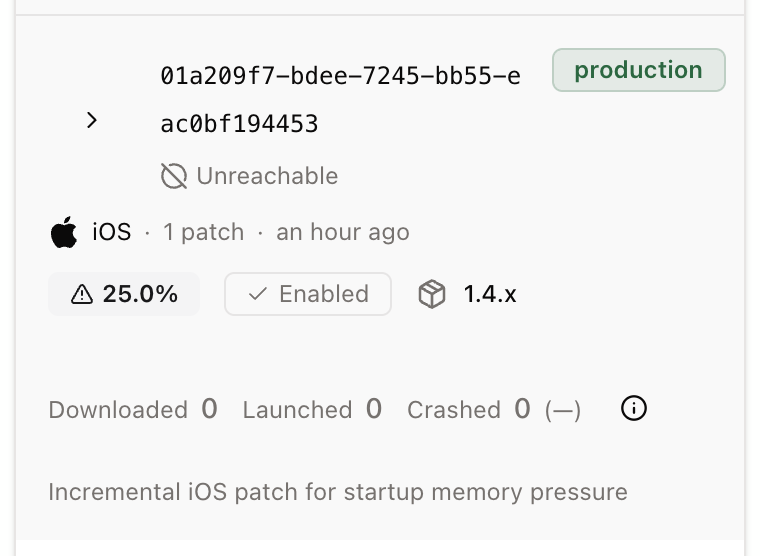 01a209f7-bdee-7245-bb55-e
production
ac0bf194453
Unreachable
iOS · 1 patch · an hour ago
25.0% Enabled 1.4.x
Downloaded 0 Launched 0 Crashed 0 (—)
Incremental iOS patch for startup memory pressure